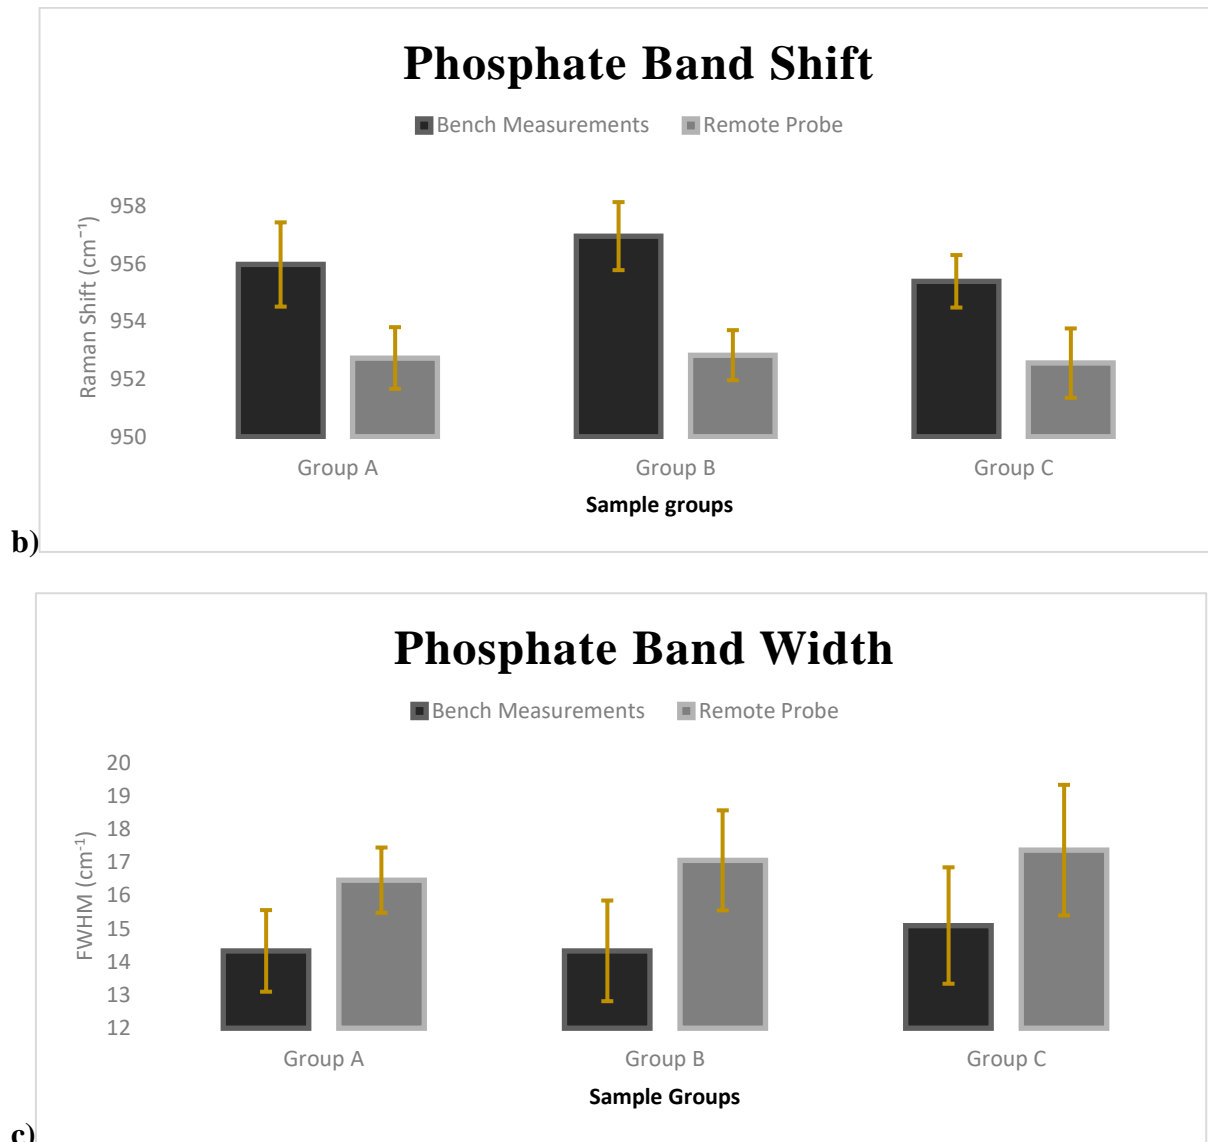 Phosphate Band Shift
Bench Measurements Remote Probe
Raman Shift (cm⁻¹)
958
956
954
952
950
Group A Group B Group C
Sample groups
b)
Phosphate Band Width
Bench Measurements Remote Probe
FWHM (cm⁻¹)
20
19
18
17
16
15
14
13
12
Group A Group B Group C
Sample Groups
c)